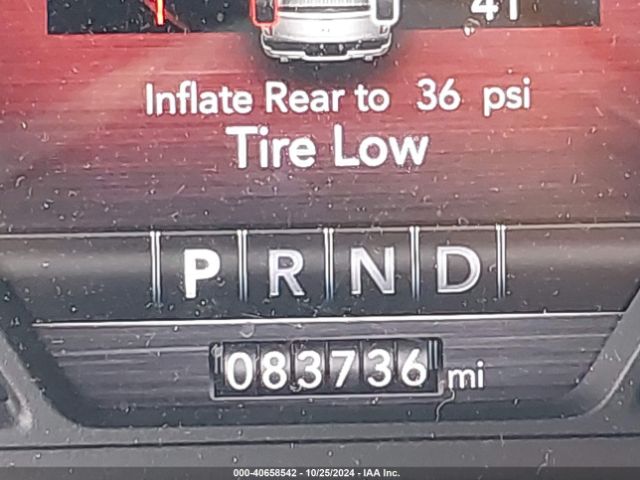 41
Inflate Rear to 36 psi
Tire Low
P R N D
083736 mi
000-40658542 - 10/25/2024 - IAA Inc.